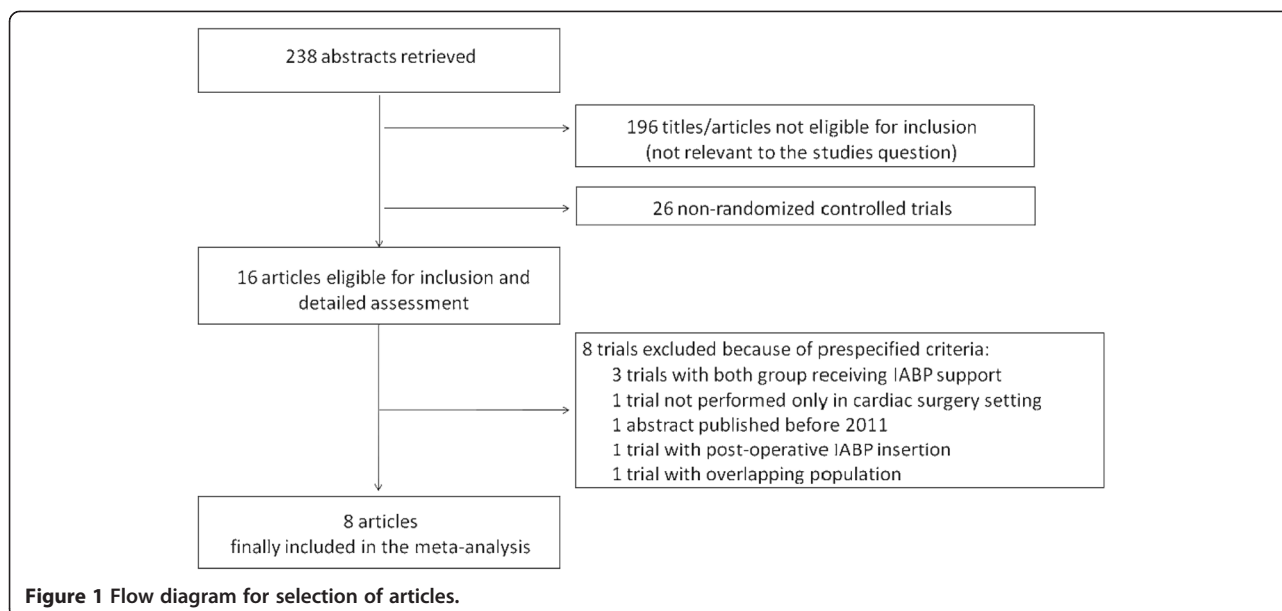 238 abstracts retrieved
196 titles/articles not eligible for inclusion
(not relevant to the studies question)
26 non-randomized controlled trials
16 articles eligible for inclusion and
detailed assessment
8 trials excluded because of prespecified criteria:
3 trials with both group receiving IABP support
1 trial not performed only in cardiac surgery setting
1 abstract published before 2011
1 trial with post-operative IABP insertion
1 trial with overlapping population
8 articles
finally included in the meta-analysis
Figure 1 Flow diagram for selection of articles.